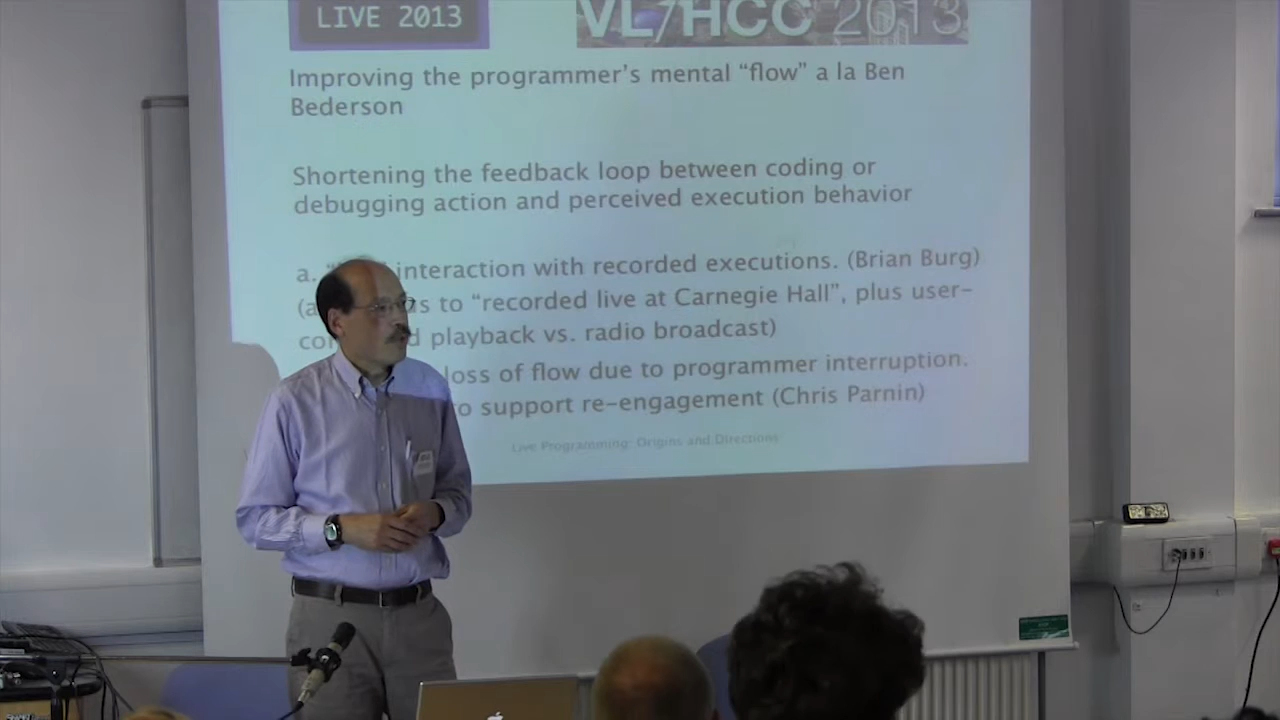 LIVE 2013
VL/HCC 2013
Improving the programmer's mental “flow” a la Ben
Bederson
Shortening the feedback loop between coding or
debugging action and perceived execution behavior
a. interaction with recorded executions. (Brian Burg)
to “recorded live at Carnegie Hall”, plus user-
playback vs. radio broadcast)
loss of flow due to programmer interruption.
to support re-engagement (Chris Parnin)
Live Programming: Origins and Directions